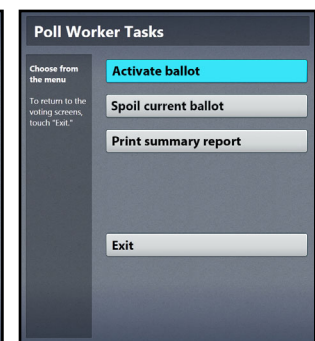 Poll Worker Tasks
Choose from
the menu
To return to the
voting screens,
touch "Exit."
Activate ballot
Spoil current ballot
Print summary report
Exit